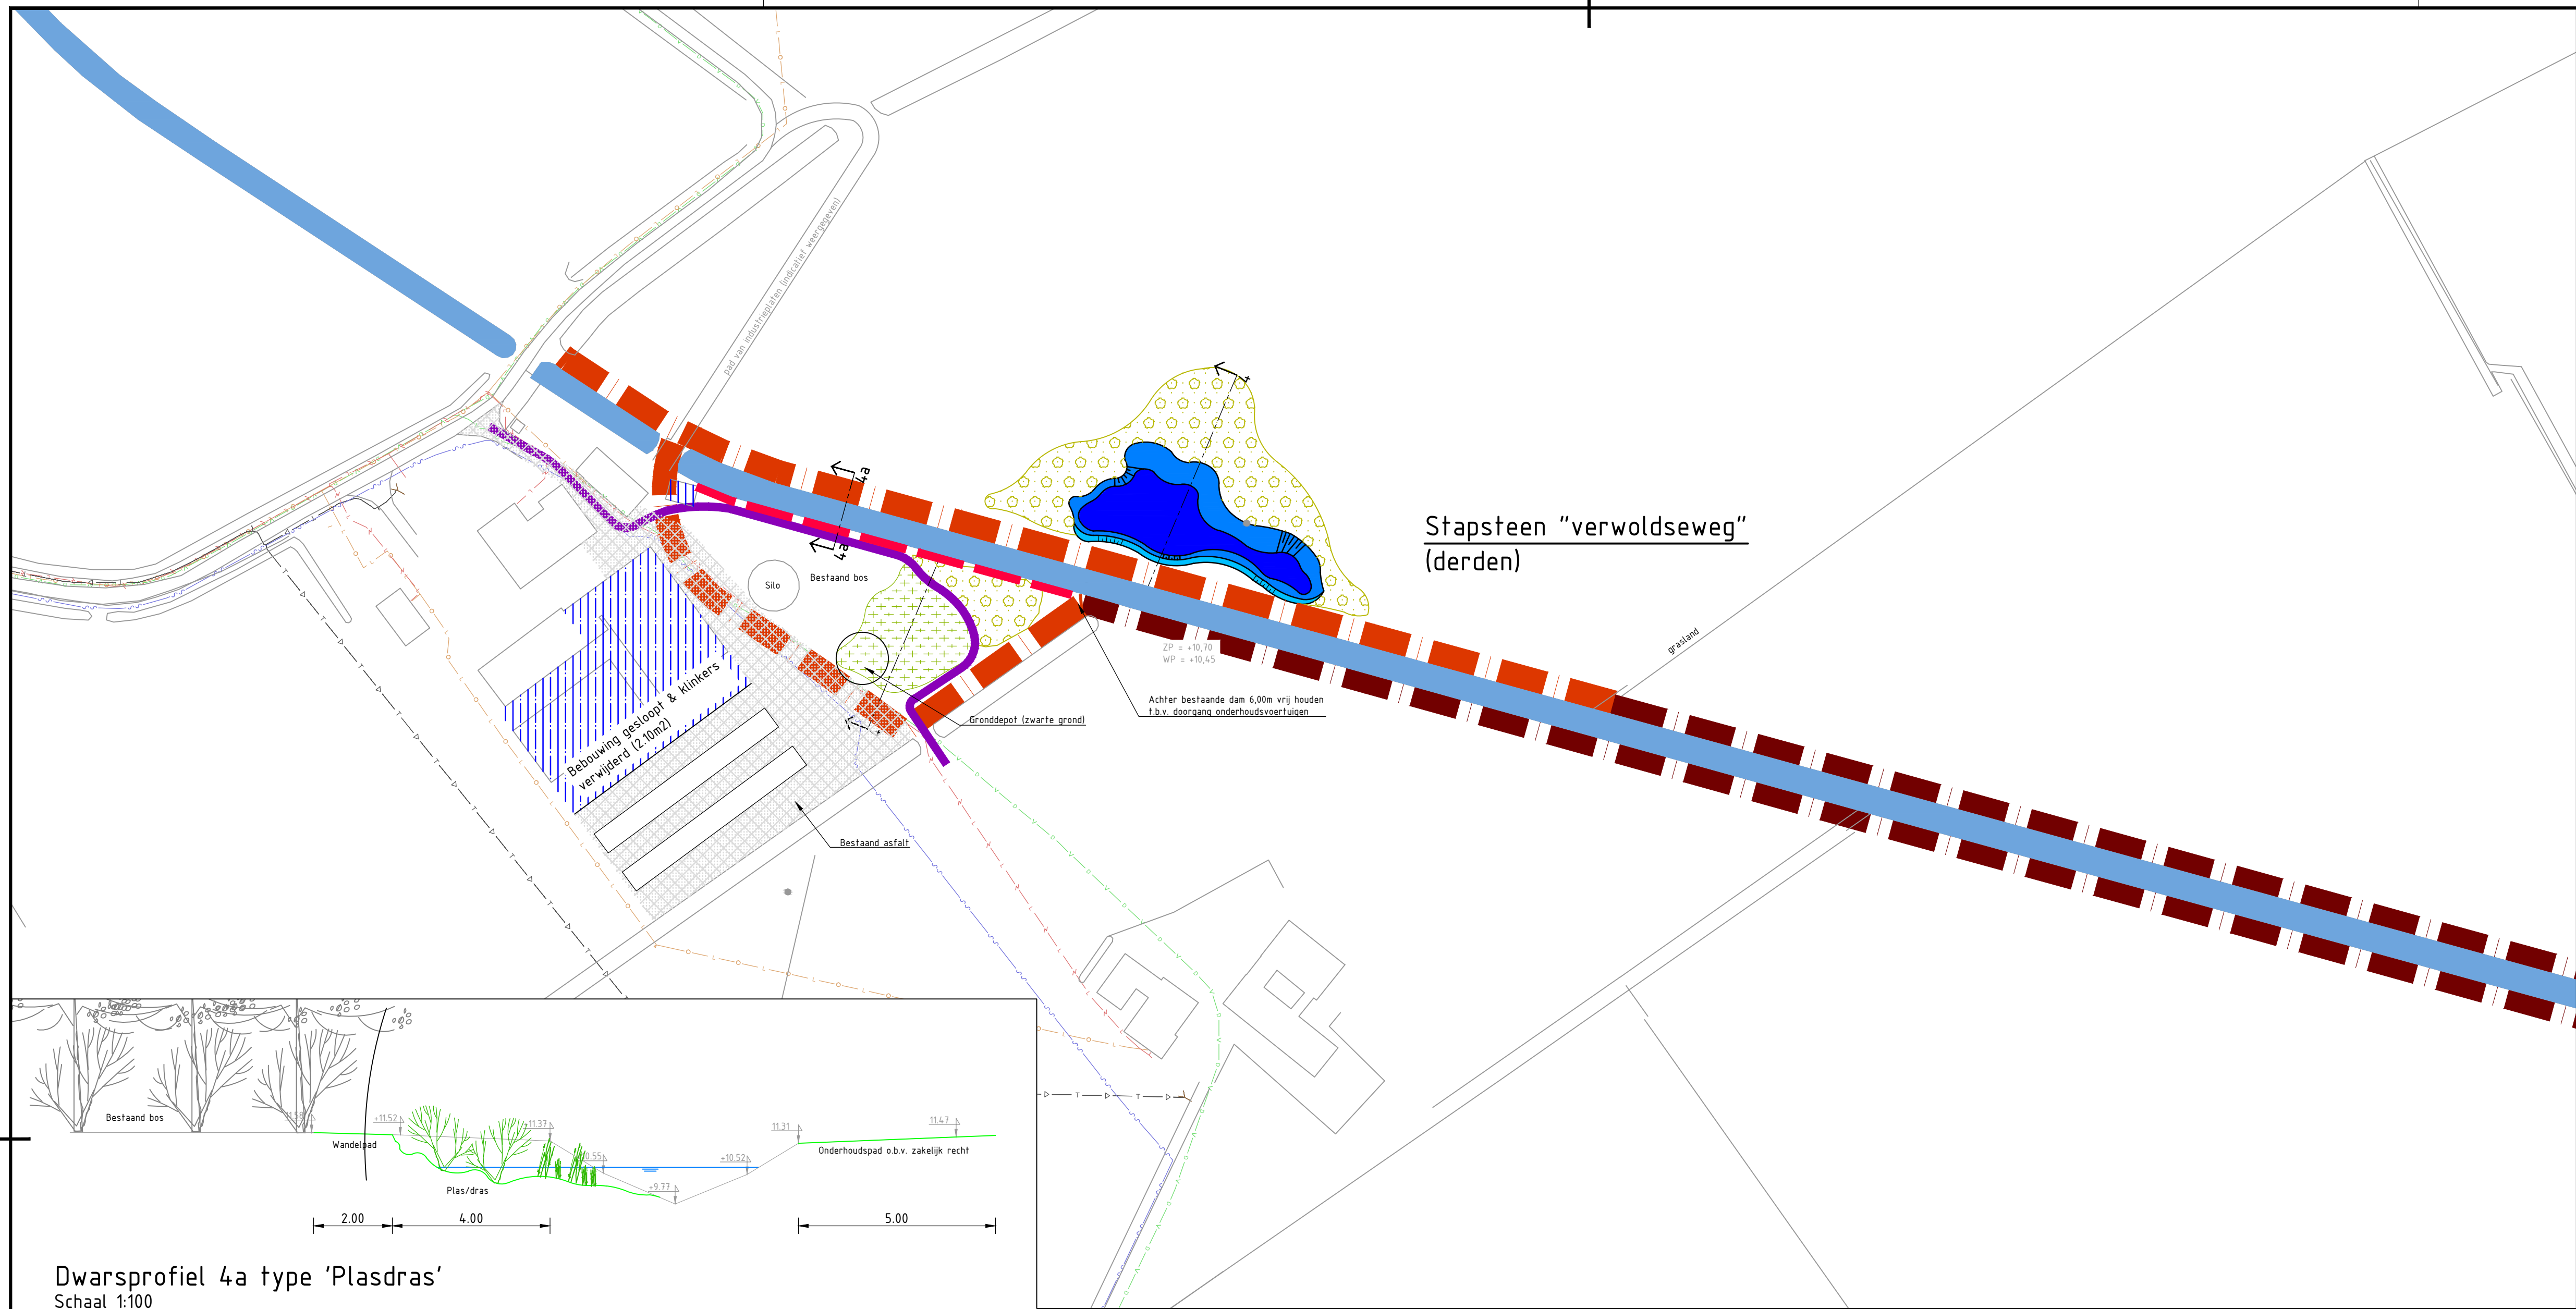 pad van industrieplaten (indicatief weergegeven)
4
4a
Stapsteen "verwoldseweg"
(derden)
4a
Silo
Bestaand bos
grasland
ZP = +10,70
WP = +10,45
Achter bestaande dam 6,00m vrij houden
t.b.v. doorgang onderhoudsvoertuigen
Gronddepot (zwarte grond)
Bebouwing gesloopt & klinkers
verwijderd (2.10m2)
Bestaand asfalt
Bestaand bos
+11.52
+11.37
11.31
11.47
Wandelpad
Onderhoudspad o.b.v. zakelijk recht
+10.52
+9.77
Plas/dras
2.00
4.00
5.00
Dwarsprofiel 4a type 'Plasdras'
Schaal 1:100